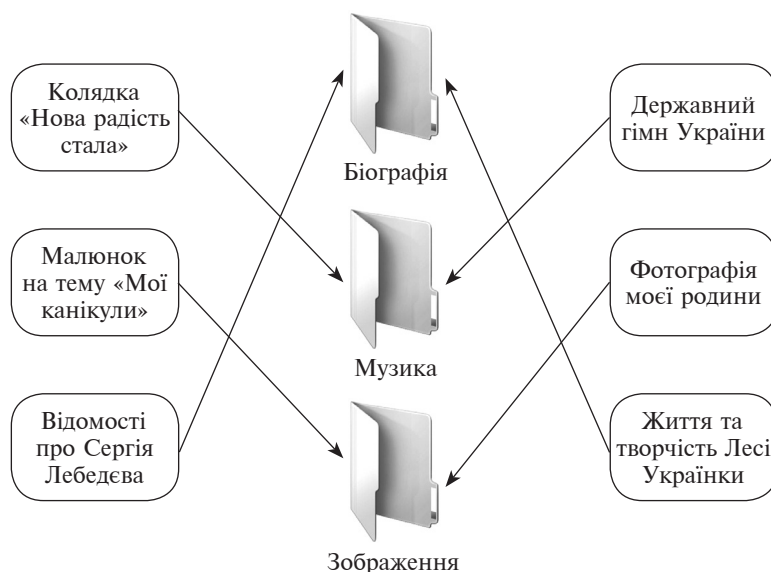 Колядка
«Нова радість
стала»
Малюнок
на тему «Мої
канікули»
Відомості
про Сергія
Лебедєва
Біографія
Музика
Зображення
Державний
гімн України
Фотографія
моєї родини
Життя та
творчість Лесі
Українки